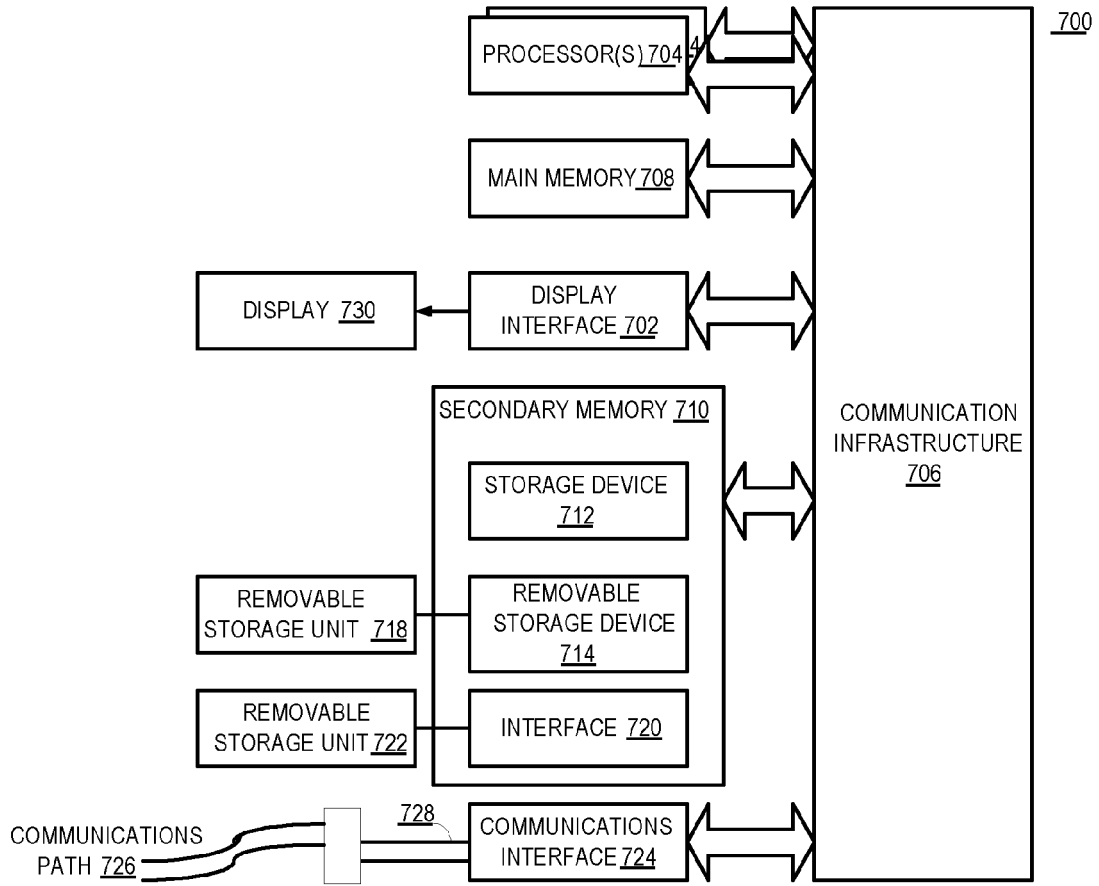 700
PROCESSOR(S) 704
4
MAIN MEMORY 708
DISPLAY 730
DISPLAY
INTERFACE 702
SECONDARY MEMORY 710
COMMUNICATION
INFRASTRUCTURE
706
STORAGE DEVICE
712
REMOVABLE
STORAGE UNIT 718
REMOVABLE
STORAGE DEVICE
714
REMOVABLE
STORAGE UNIT 722
INTERFACE 720
728
COMMUNICATIONS
PATH 726
COMMUNICATIONS
INTERFACE 724